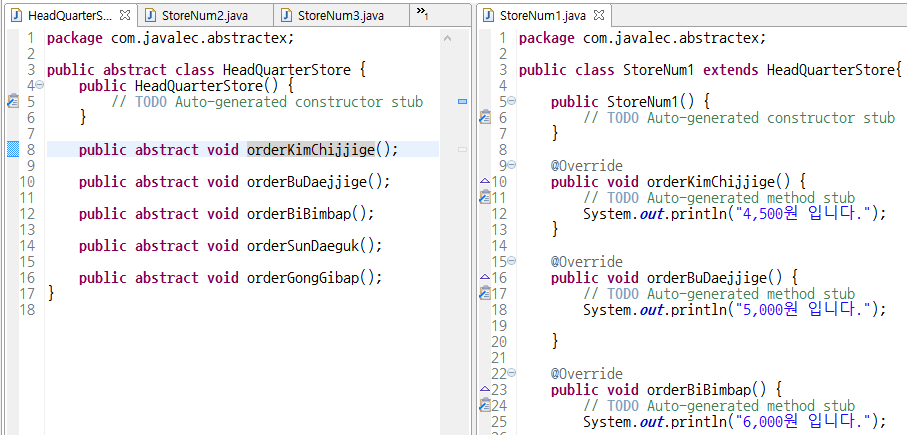 HeadQuarterS...
StoreNum2.java
StoreNum3.java
»1
1 package com.javalec.abstractex;
2
3 public abstract class HeadQuarterStore {
4 public HeadQuarterStore() {
5 // TODO Auto-generated constructor stub
6 }
7
8 public abstract void orderKimChijjige();
9
10 public abstract void orderBuDaejjige();
11
12 public abstract void orderBiBimbap();
13
14 public abstract void orderSunDaeguk();
15
16 public abstract void orderGongGibap();
17 }
18
StoreNum1.java
1 package com.javalec.abstractex;
2
3 public class StoreNum1 extends HeadQuarterStore{
4
5 public StoreNum1() {
6 // TODO Auto-generated constructor stub
7 }
8
9 @Override
10 public void orderKimChijjige() {
11 // TODO Auto-generated method stub
12 System.out.println("4,500원 입니다.");
13 }
14
15 @Override
16 public void orderBuDaejjige() {
17 // TODO Auto-generated method stub
18 System.out.println("5,000원 입니다.");
19
20 }
21
22 @Override
23 public void orderBiBimbap() {
24 // TODO Auto-generated method stub
25 System.out.println("6,000원 입니다.");